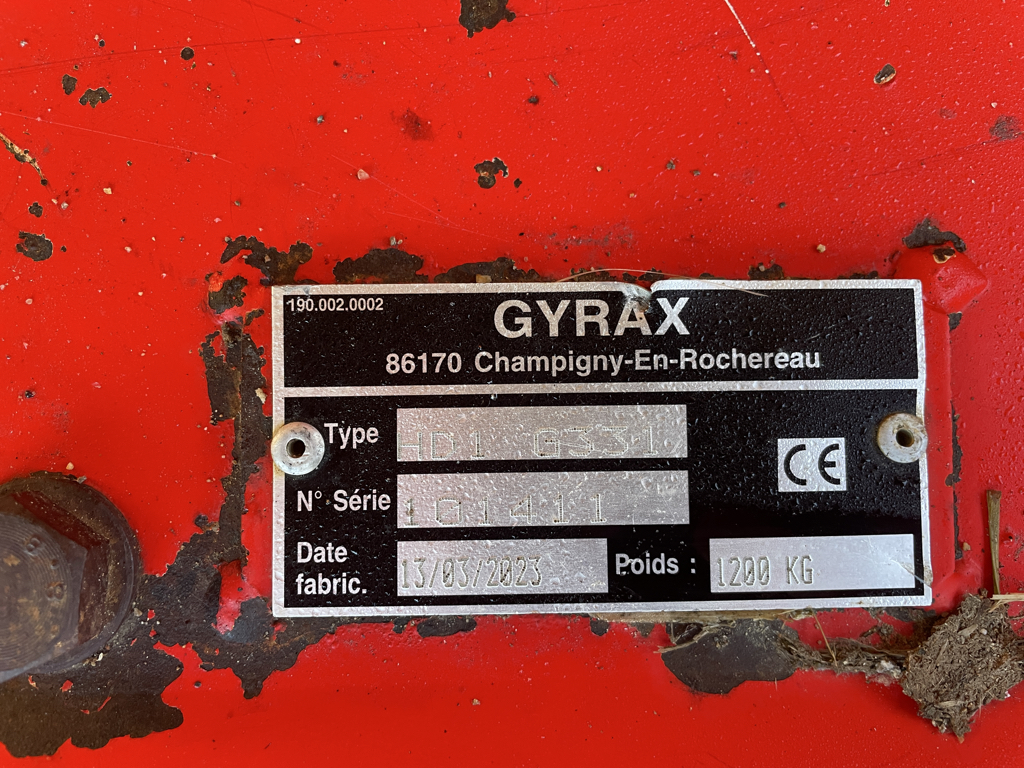 190.002.0002
GYRAX
86170 Champigny-En-Rochereau
Type HD1 G331
N° Série 101411
CE
Date fabric. 13/03/2023 Poids : 1200 KG